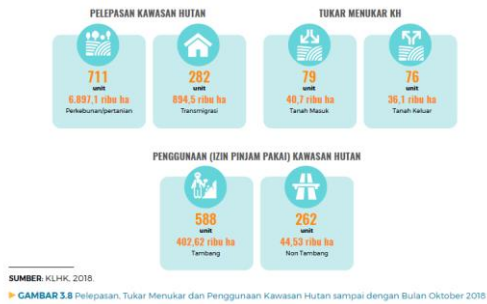 PELEPASAN KAWASAN HUTAN
TUKAR MENUKAR KH
711
unit
6.897,1 ribu ha
Perkebunan/pertanian
282
unit
894,5 ribu ha
Transmigrasi
79
unit
40,7 ribu ha
Tanah Masuk
76
unit
36,1 ribu ha
Tanah Keluar
PENGGUNAAN (IZIN PINJAM PAKAI) KAWASAN HUTAN
588
unit
402,62 ribu ha
Tambang
262
unit
44,53 ribu ha
Non Tambang
SUMBER: KLHK, 2018.
GAMBAR 3.8 Pelepasan, Tukar Menukar dan Penggunaan Kawasan Hutan sampai dengan Bulan Oktober 2018